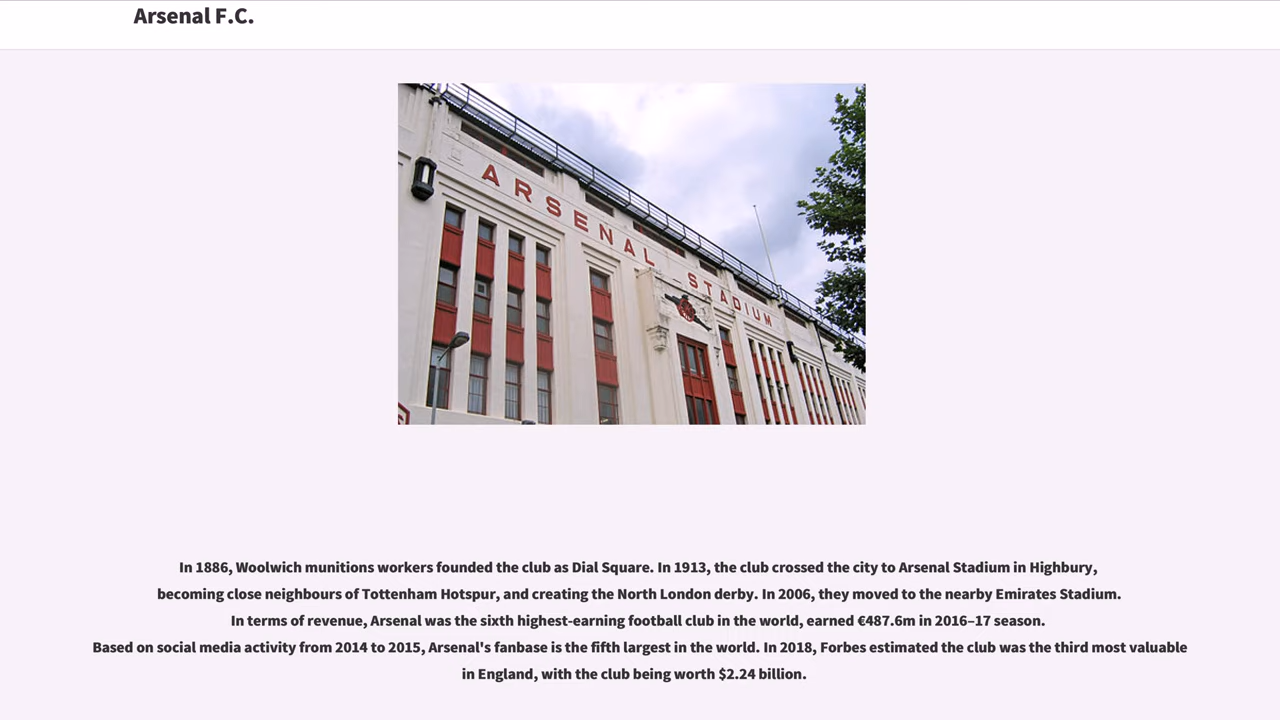 Arsenal F.C.
ARSENAL STADIUM
In 1886, Woolwich munitions workers founded the club as Dial Square. In 1913, the club crossed the city to Arsenal Stadium in Highbury,
becoming close neighbours of Tottenham Hotspur, and creating the North London derby. In 2006, they moved to the nearby Emirates Stadium.
In terms of revenue, Arsenal was the sixth highest-earning football club in the world, earned €487.6m in 2016–17 season.
Based on social media activity from 2014 to 2015, Arsenal's fanbase is the fifth largest in the world. In 2018, Forbes estimated the club was the third most valuable
in England, with the club being worth $2.24 billion.